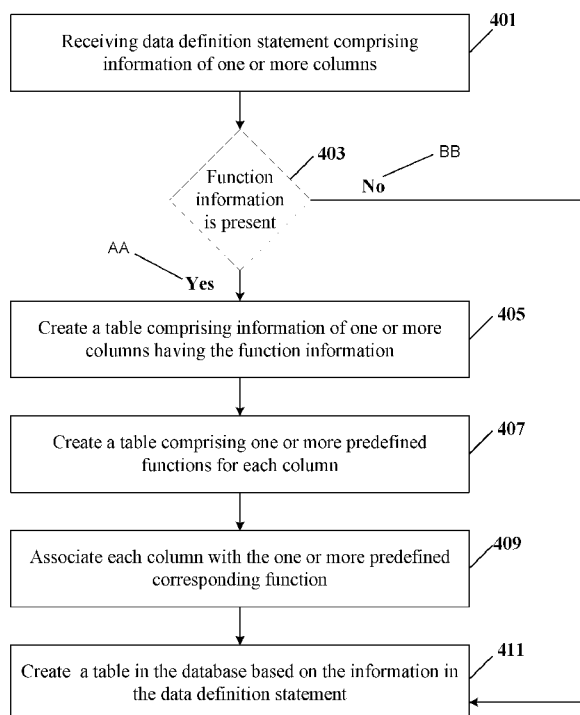 401
Receiving data definition statement comprising
information of one or more columns
403
BB
Function
information
is present
No
AA
Yes
405
Create a table comprising information of one or more
columns having the function information
407
Create a table comprising one or more predefined
functions for each column
409
Associate each column with the one or more predefined
corresponding function
411
Create a table in the database based on the information in
the data definition statement